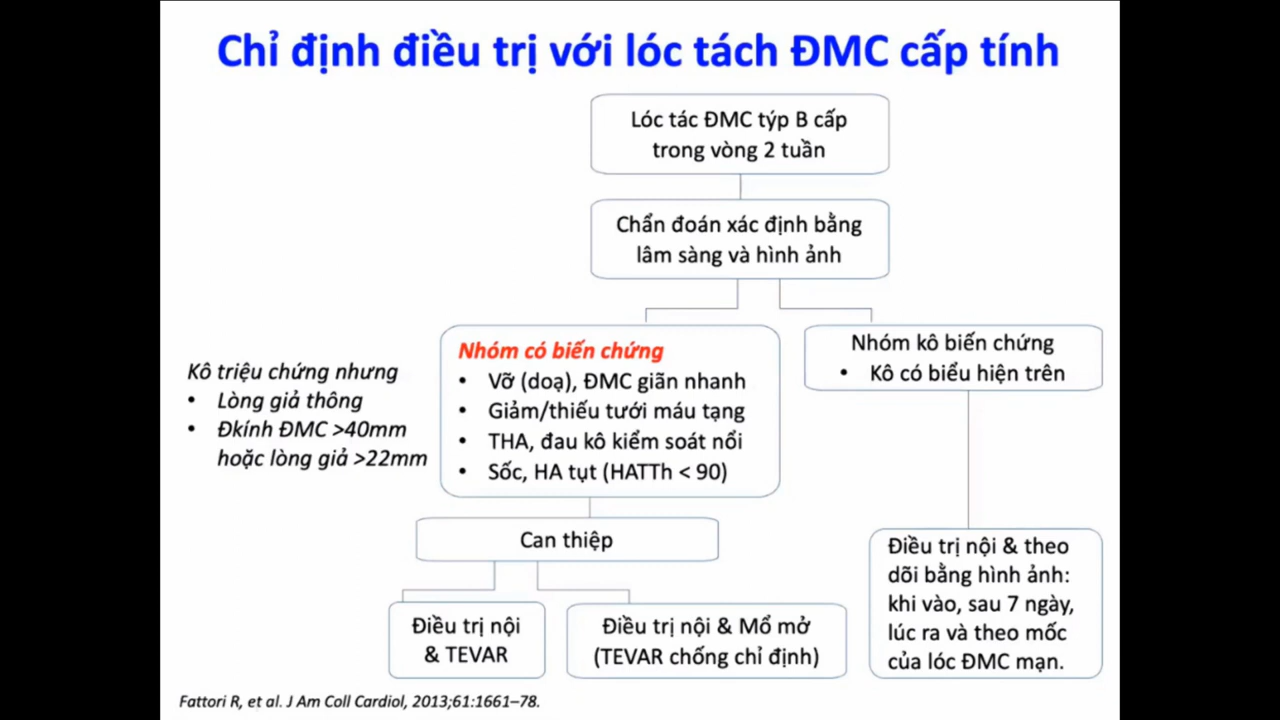 Chỉ định điều trị với lóc tách ĐMC cấp tính
Lóc tác ĐMC týp B cấp
trong vòng 2 tuần
Chẩn đoán xác định bằng
lâm sàng và hình ảnh
Kô triệu chứng nhưng
• Lòng giả thông
• Đkính ĐMC >40mm
hoặc lòng giả >22mm
Nhóm có biến chứng
• Vỡ (doạ), ĐMC giãn nhanh
• Giảm/thiếu tưới máu tạng
• THA, đau kô kiểm soát nổi
• Sốc, HA tụt (HATTh < 90)
Nhóm kô biến chứng
• Kô có biểu hiện trên
Can thiệp
Điều trị nội
& TEVAR
Điều trị nội & Mổ mở
(TEVAR chống chỉ định)
Điều trị nội & theo
dõi bằng hình ảnh:
khi vào, sau 7 ngày,
lúc ra và theo mốc
của lóc ĐMC mạn.
Fattori R, et al. J Am Coll Cardiol, 2013;61:1661–78.